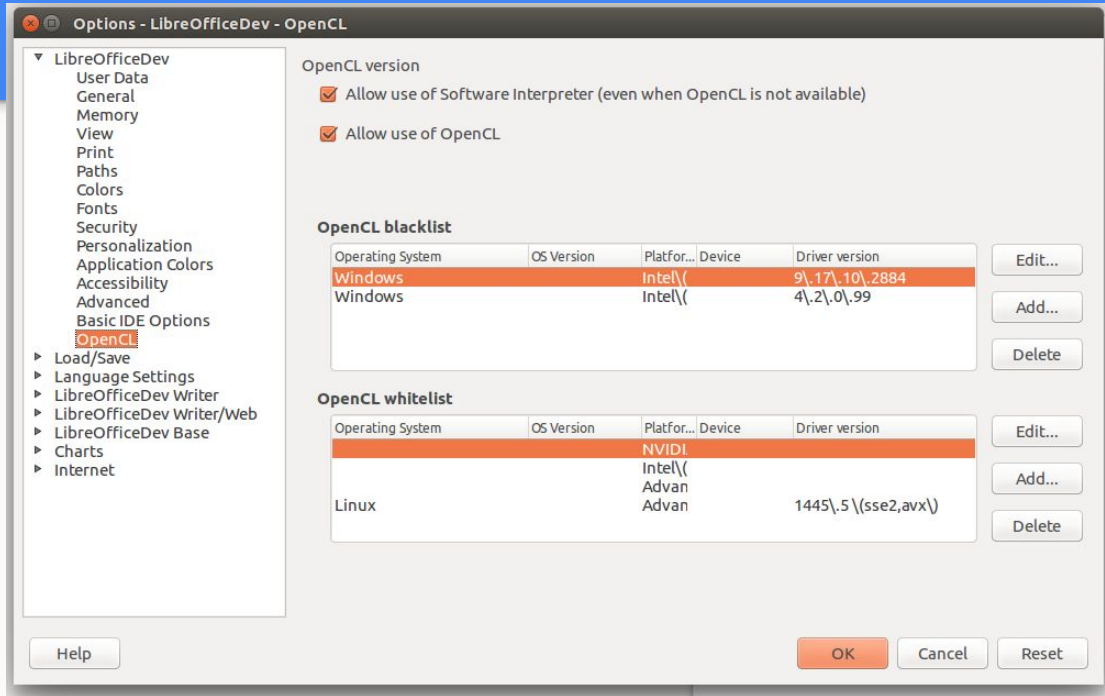 Options - LibreOfficeDev - OpenCL
LibreOfficeDev
User Data
General
Memory
View
Print
Paths
Colors
Fonts
Security
Personalization
Application Colors
Accessibility
Advanced
Basic IDE Options
OpenCL
Load/Save
Language Settings
LibreOfficeDev Writer
LibreOfficeDev Writer/Web
LibreOfficeDev Base
Charts
Internet
OpenCL version
Allow use of Software Interpreter (even when OpenCL is not available)
Allow use of OpenCL
OpenCL blacklist
Operating System OS Version Platfor... Device Driver version
Windows Intel\( 9\.17\.10\.2884
Windows Intel\( 4\.2\.0\.99
Edit...
Add...
Delete
OpenCL whitelist
Operating System OS Version Platfor... Device Driver version
NVIDI
Intel\(
Advan
Linux Advan 1445\.5 \(sse2,avx\)
Edit...
Add...
Delete
Help OK Cancel Reset